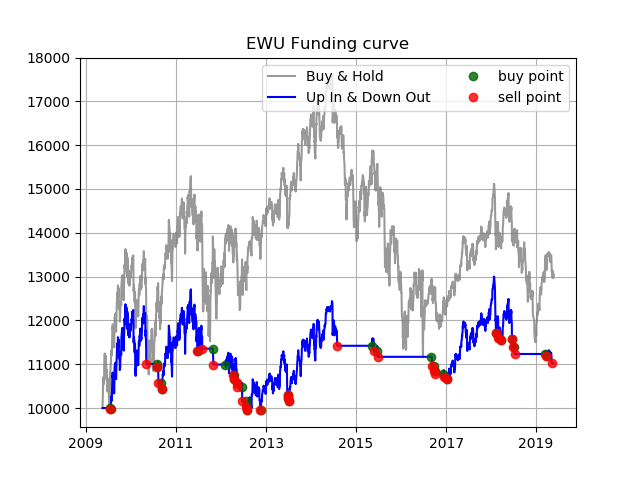 EWU Funding curve
18000
17000
16000
15000
14000
13000
12000
11000
10000
Buy & Hold
Up In & Down Out
buy point
sell point
2009 2011 2013 2015 2017 2019